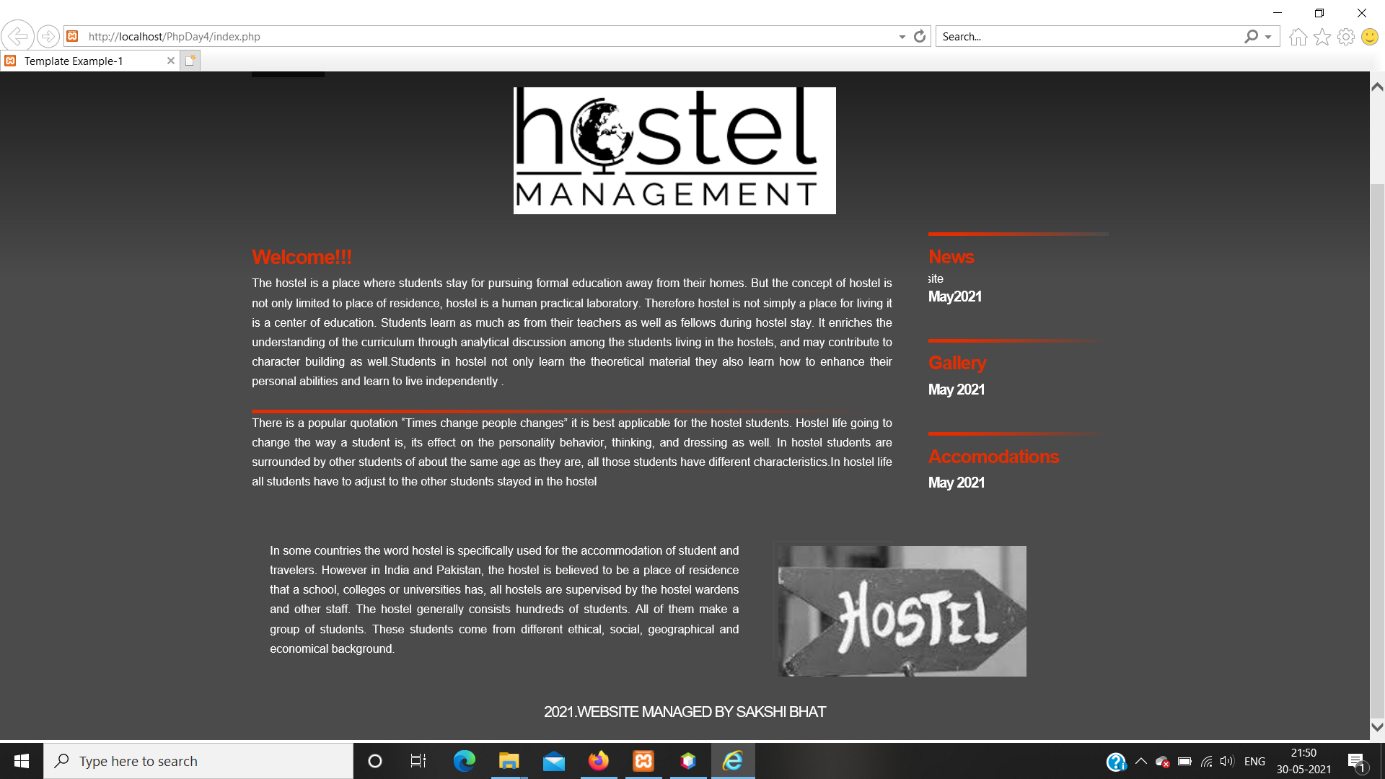 http://localhost/PhpDay4/index.php
Search...
Template Example-1
hostel
MANAGEMENT
Welcome!!!
The hostel is a place where students stay for pursuing formal education away from their homes. But the concept of hostel is
not only limited to place of residence, hostel is a human practical laboratory. Therefore hostel is not simply a place for living it
is a center of education. Students learn as much as from their teachers as well as fellows during hostel stay. It enriches the
understanding of the curriculum through analytical discussion among the students living in the hostels, and may contribute to
character building as well.Students in hostel not only learn the theoretical material they also learn how to enhance their
personal abilities and learn to live independently .
There is a popular quotation “Times change people changes” it is best applicable for the hostel students. Hostel life going to
change the way a student is, its effect on the personality behavior, thinking, and dressing as well. In hostel students are
surrounded by other students of about the same age as they are, all those students have different characteristics.In hostel life
all students have to adjust to the other students stayed in the hostel
News
site
May2021
Gallery
May 2021
Accomodations
May 2021
In some countries the word hostel is specifically used for the accommodation of student and
travelers. However in India and Pakistan, the hostel is believed to be a place of residence
that a school, colleges or universities has, all hostels are supervised by the hostel wardens
and other staff. The hostel generally consists hundreds of students. All of them make a
group of students. These students come from different ethical, social, geographical and
economical background.
HOSTEL
2021.WEBSITE MANAGED BY SAKSHI BHAT
Type here to search
ENG
21:50
30-05-2021
1